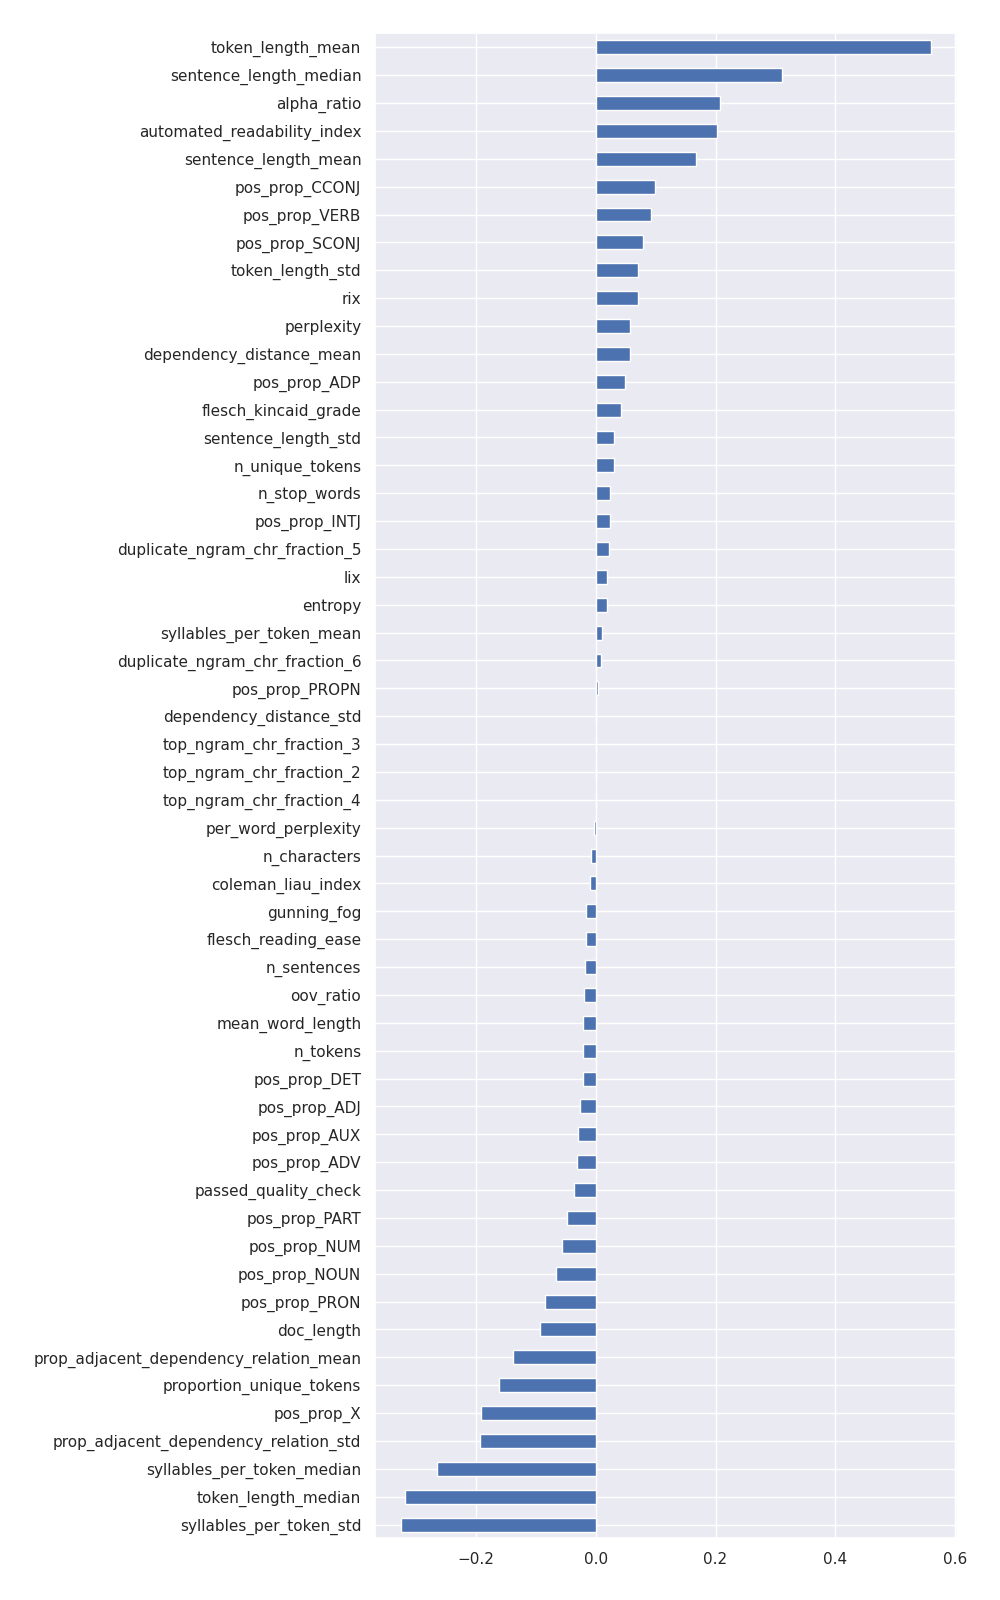 token_length_mean
sentence_length_median
alpha_ratio
automated_readability_index
sentence_length_mean
pos_prop_CCONJ
pos_prop_VERB
pos_prop_SCONJ
token_length_std
rix
perplexity
dependency_distance_mean
pos_prop_ADP
flesch_kincaid_grade
sentence_length_std
n_unique_tokens
n_stop_words
pos_prop_INTJ
duplicate_ngram_chr_fraction_5
lix
entropy
syllables_per_token_mean
duplicate_ngram_chr_fraction_6
pos_prop_PROPN
dependency_distance_std
top_ngram_chr_fraction_3
top_ngram_chr_fraction_2
top_ngram_chr_fraction_4
per_word_perplexity
n_characters
coleman_liau_index
gunning_fog
flesch_reading_ease
n_sentences
oov_ratio
mean_word_length
n_tokens
pos_prop_DET
pos_prop_ADJ
pos_prop_AUX
pos_prop_ADV
passed_quality_check
pos_prop_PART
pos_prop_NUM
pos_prop_NOUN
pos_prop_PRON
doc_length
prop_adjacent_dependency_relation_mean
proportion_unique_tokens
pos_prop_X
prop_adjacent_dependency_relation_std
syllables_per_token_median
token_length_median
syllables_per_token_std
−0.2 0.0 0.2 0.4 0.6